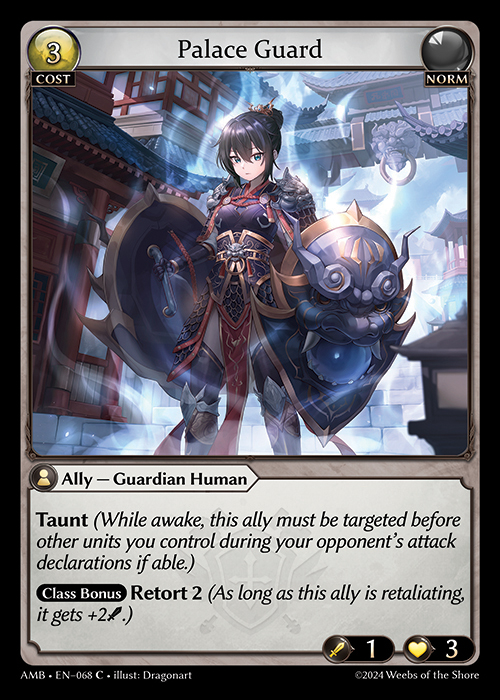 3
Palace Guard
COST
NORM
Ally — Guardian Human
Taunt (While awake, this ally must be targeted before
other units you control during your opponent's attack
declarations if able.)
Class Bonus Retort 2 (As long as this ally is retaliating,
it gets +2.)
1
3
AMB • EN–068 C • illust: Dragonart
©2024 Weebs of the Shore